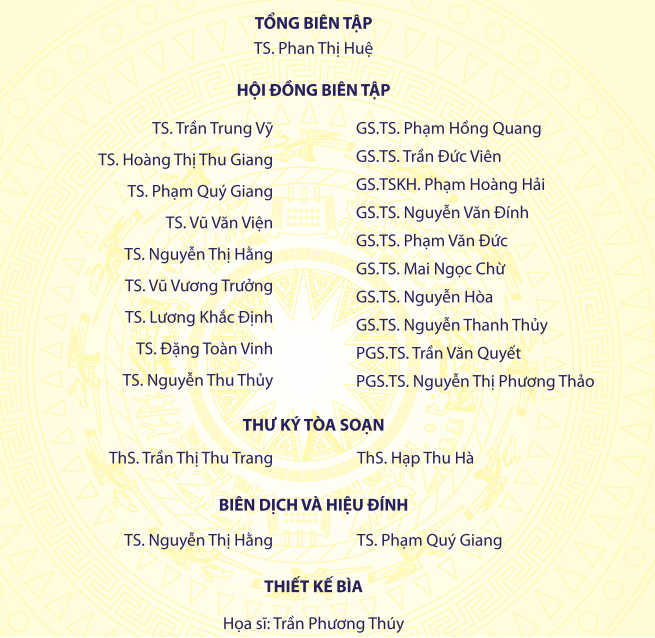 TỔNG BIÊN TẬP
TS. Phan Thị Huệ
HỘI ĐỒNG BIÊN TẬP
TS. Trần Trung Vỹ
TS. Hoàng Thị Thu Giang
TS. Phạm Quý Giang
TS. Vũ Văn Viện
TS. Nguyễn Thị Hằng
TS. Vũ Vương Trưởng
TS. Lương Khắc Định
TS. Đặng Toàn Vinh
TS. Nguyễn Thu Thủy
GS.TS. Phạm Hồng Quang
GS.TS. Trần Đức Viên
GS.TSKH. Phạm Hoàng Hải
GS.TS. Nguyễn Văn Đính
GS.TS. Phạm Văn Đức
GS.TS. Mai Ngọc Chừ
GS.TS. Nguyễn Hòa
GS.TS. Nguyễn Thanh Thủy
PGS.TS. Trần Văn Quyết
PGS.TS. Nguyễn Thị Phương Thảo
THƯ KÝ TÒA SOẠN
ThS. Trần Thị Thu Trang
ThS. Hạp Thu Hà
BIÊN DỊCH VÀ HIỆU ĐÍNH
TS. Nguyễn Thị Hằng
TS. Phạm Quý Giang
THIẾT KẾ BÌA
Họa sĩ: Trần Phương Thúy